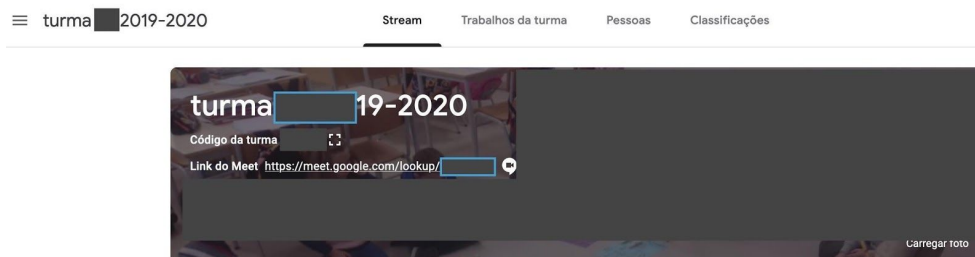 turma 2019-2020 Stream Trabalhos da turma Pessoas Classificações
turma 19-2020
Código da turma
Link do Meet https://meet.google.com/lookup/
Carregar foto